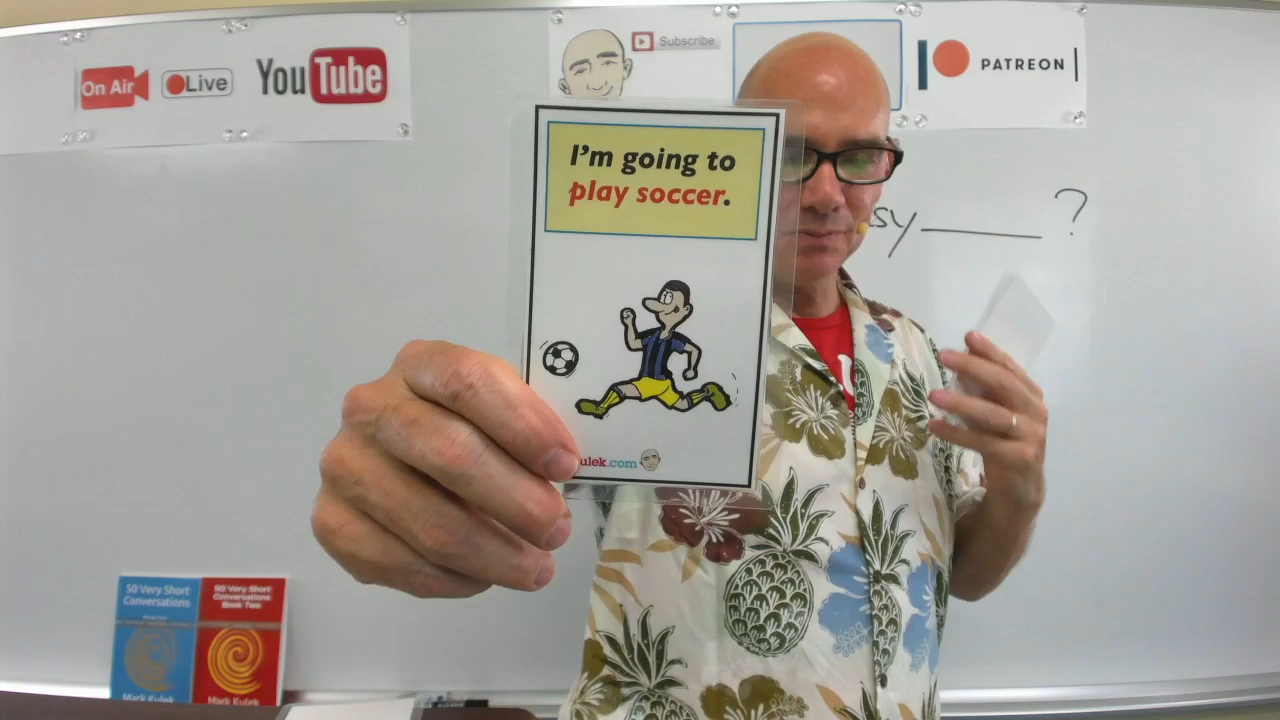 On Air
Live
YouTube
Subscribe
PATREON
I'm going to
play soccer.
sy ?
ulek.com
50 Very Short
Conversations
Mark Kulek
50 Very Short
Conversations
Book Two
Mark Kulek